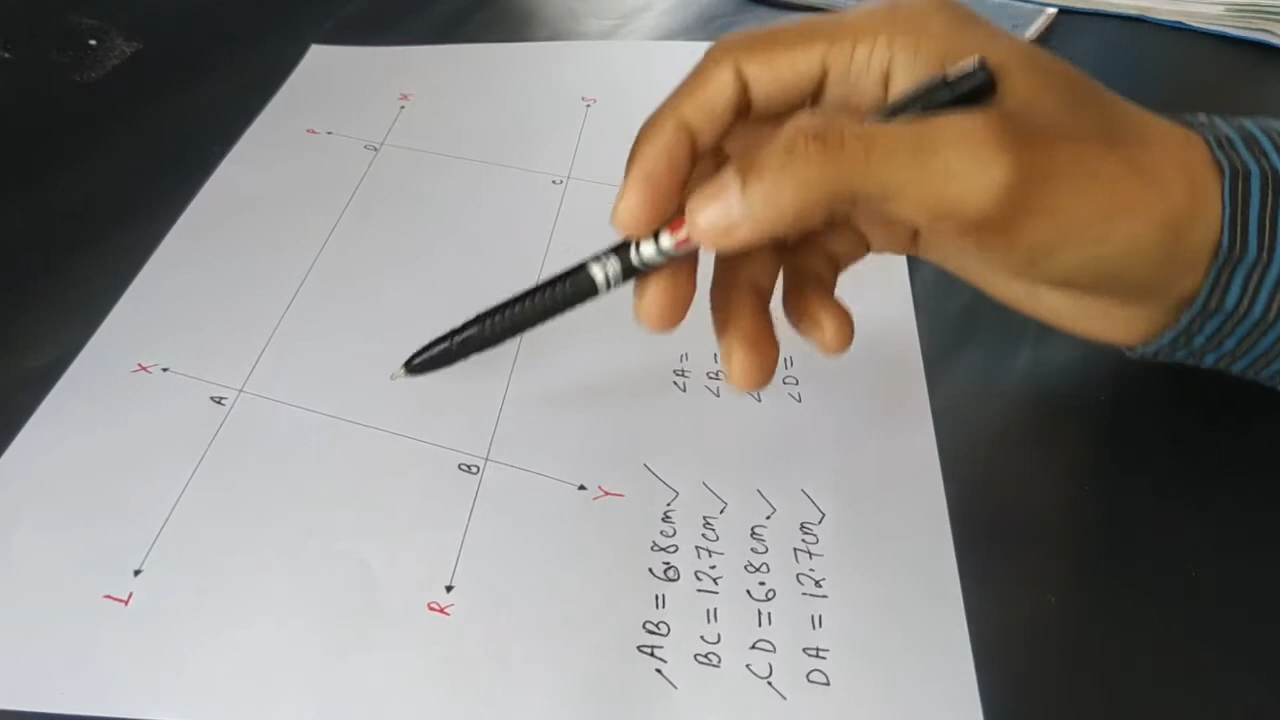 P
M
S
D
C
X
A
B
L
R
Y
∠A =
∠B =
∠
∠D =
AB = 6.8cm ✓
BC = 12.7cm ✓
CD = 6.8cm ✓
DA = 12.7cm ✓